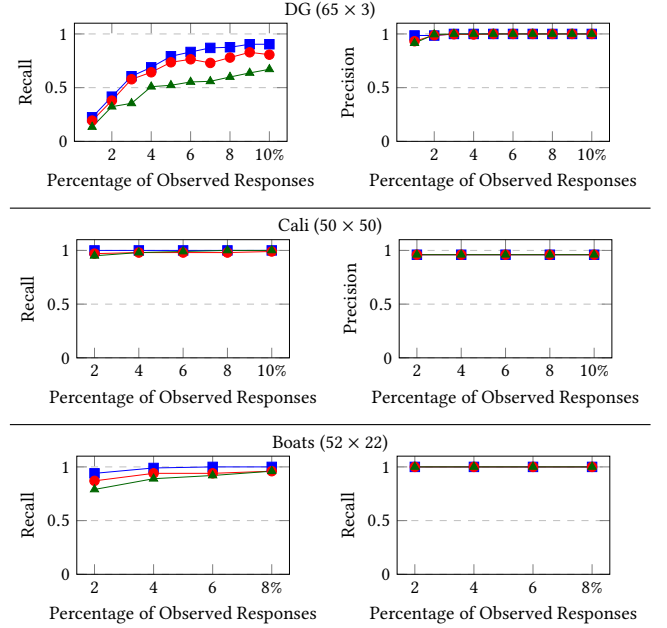 DG (65 × 3)
1
0.5
0
Recall
2 4 6 8 10%
Percentage of Observed Responses
1
0.5
0
Precision
2 4 6 8 10%
Percentage of Observed Responses
Cali (50 × 50)
1
0.5
0
Recall
2 4 6 8 10%
Percentage of Observed Responses
1
0.5
0
Precision
2 4 6 8 10%
Percentage of Observed Responses
Boats (52 × 22)
1
0.5
0
Recall
2 4 6 8%
Percentage of Observed Responses
1
0.5
0
Recall
2 4 6 8%
Percentage of Observed Responses